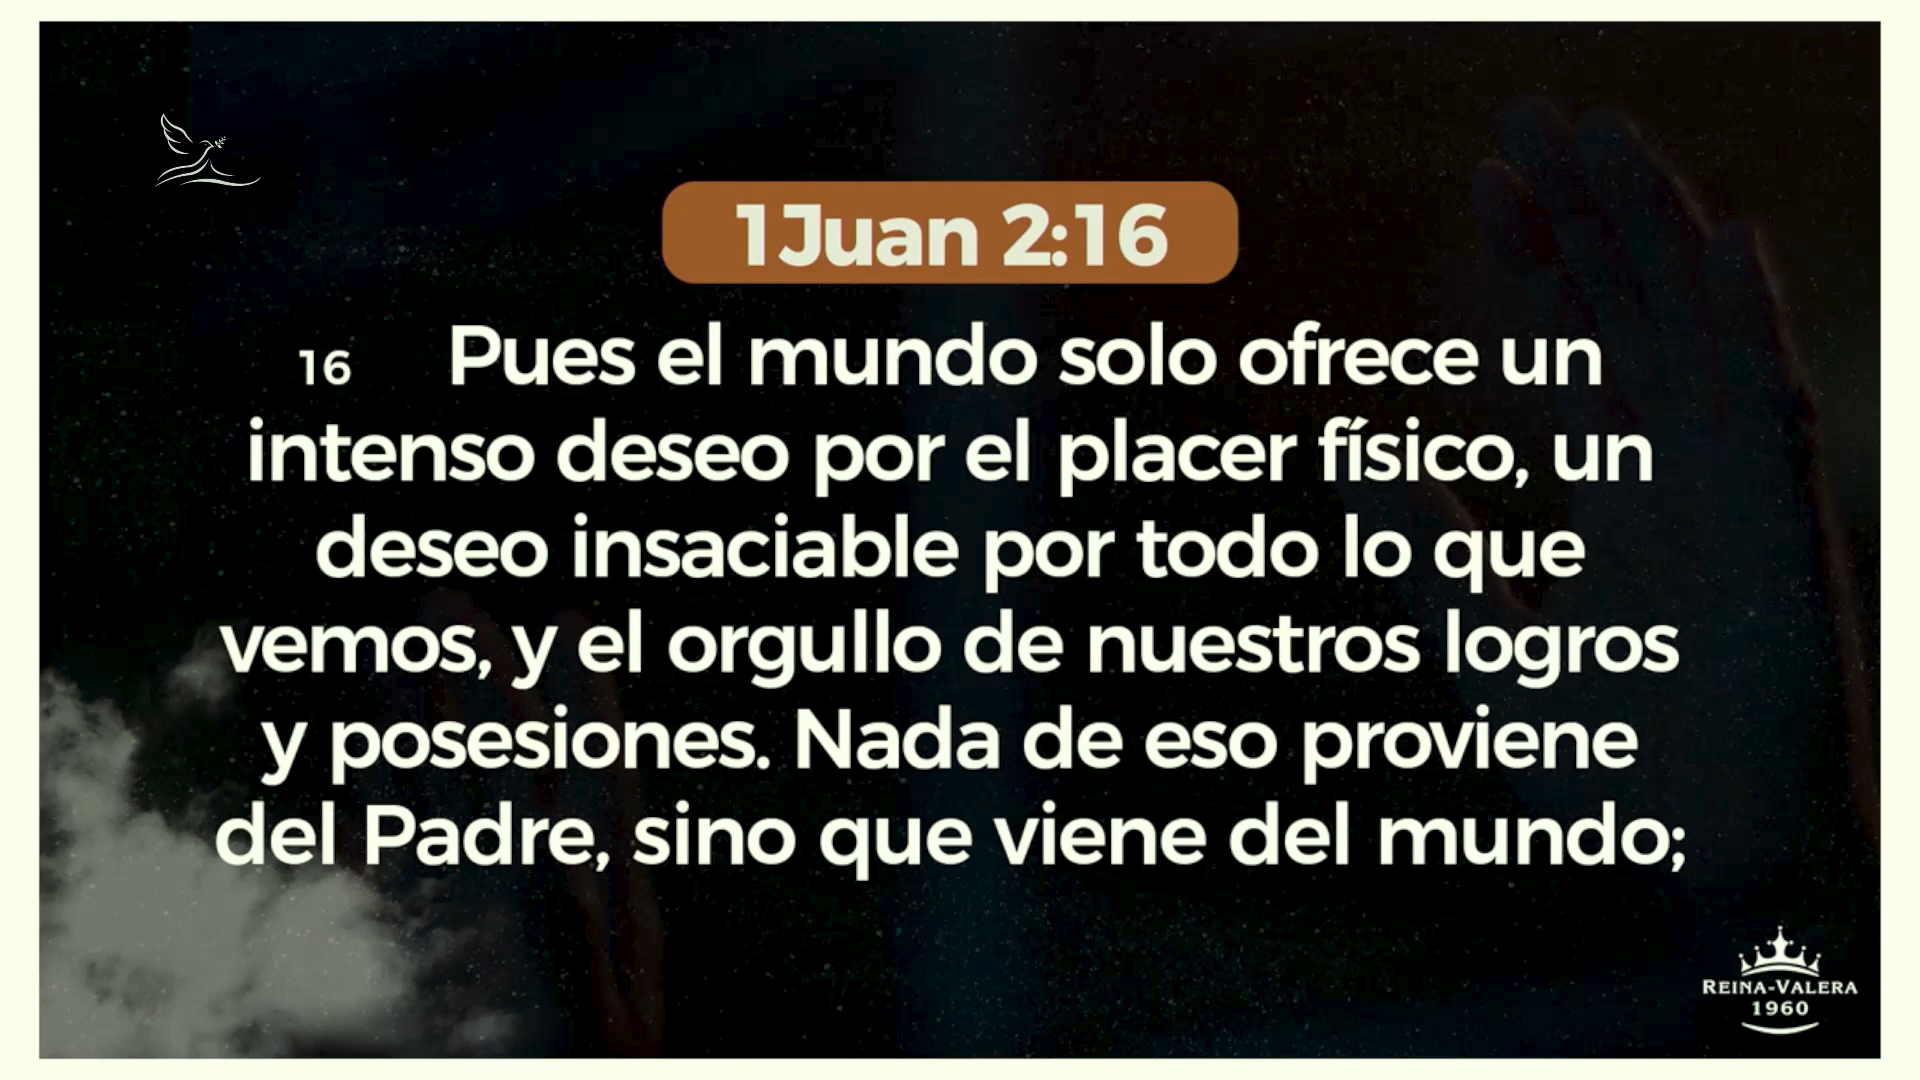 1Juan 2:16
16 Pues el mundo solo ofrece un
intenso deseo por el placer físico, un
deseo insaciable por todo lo que
vemos, y el orgullo de nuestros logros
y posesiones. Nada de eso proviene
del Padre, sino que viene del mundo;
REINA-VALERA
1960